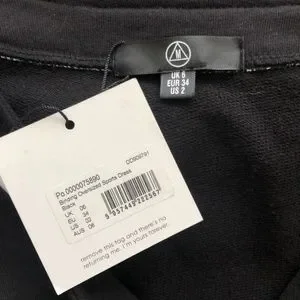 M
UK 6
EUR 34
US 2
Po.0000075890
DD909791
Binding Oversized Sports Dress
Black
UK 06
EU 34
US 02
AUS 06
remove this tag and there's no
returning me. I'm yours forever.